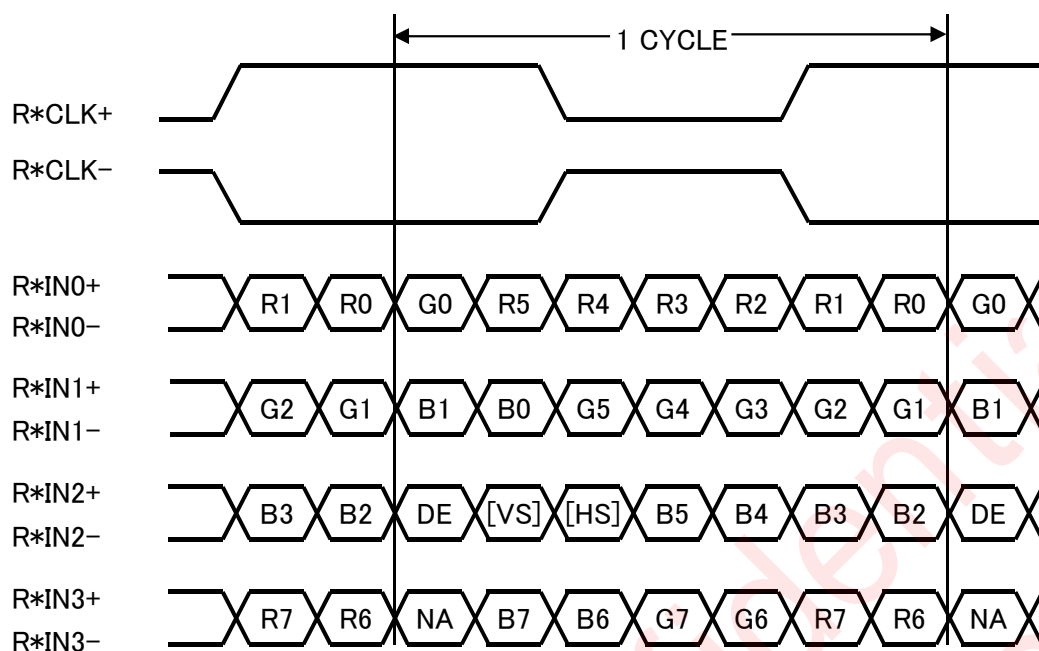 1 CYCLE
R*CLK+
R*CLK-
R*IN0+
R1 R0 G0 R5 R4 R3 R2 R1 R0 G0
R*IN0-
R*IN1+
G2 G1 B1 B0 G5 G4 G3 G2 G1 B1
R*IN1-
R*IN2+
B3 B2 DE [VS] [HS] B5 B4 B3 B2 DE
R*IN2-
R*IN3+
R7 R6 NA B7 B6 G7 G6 R7 R6 NA
R*IN3-
fidentia